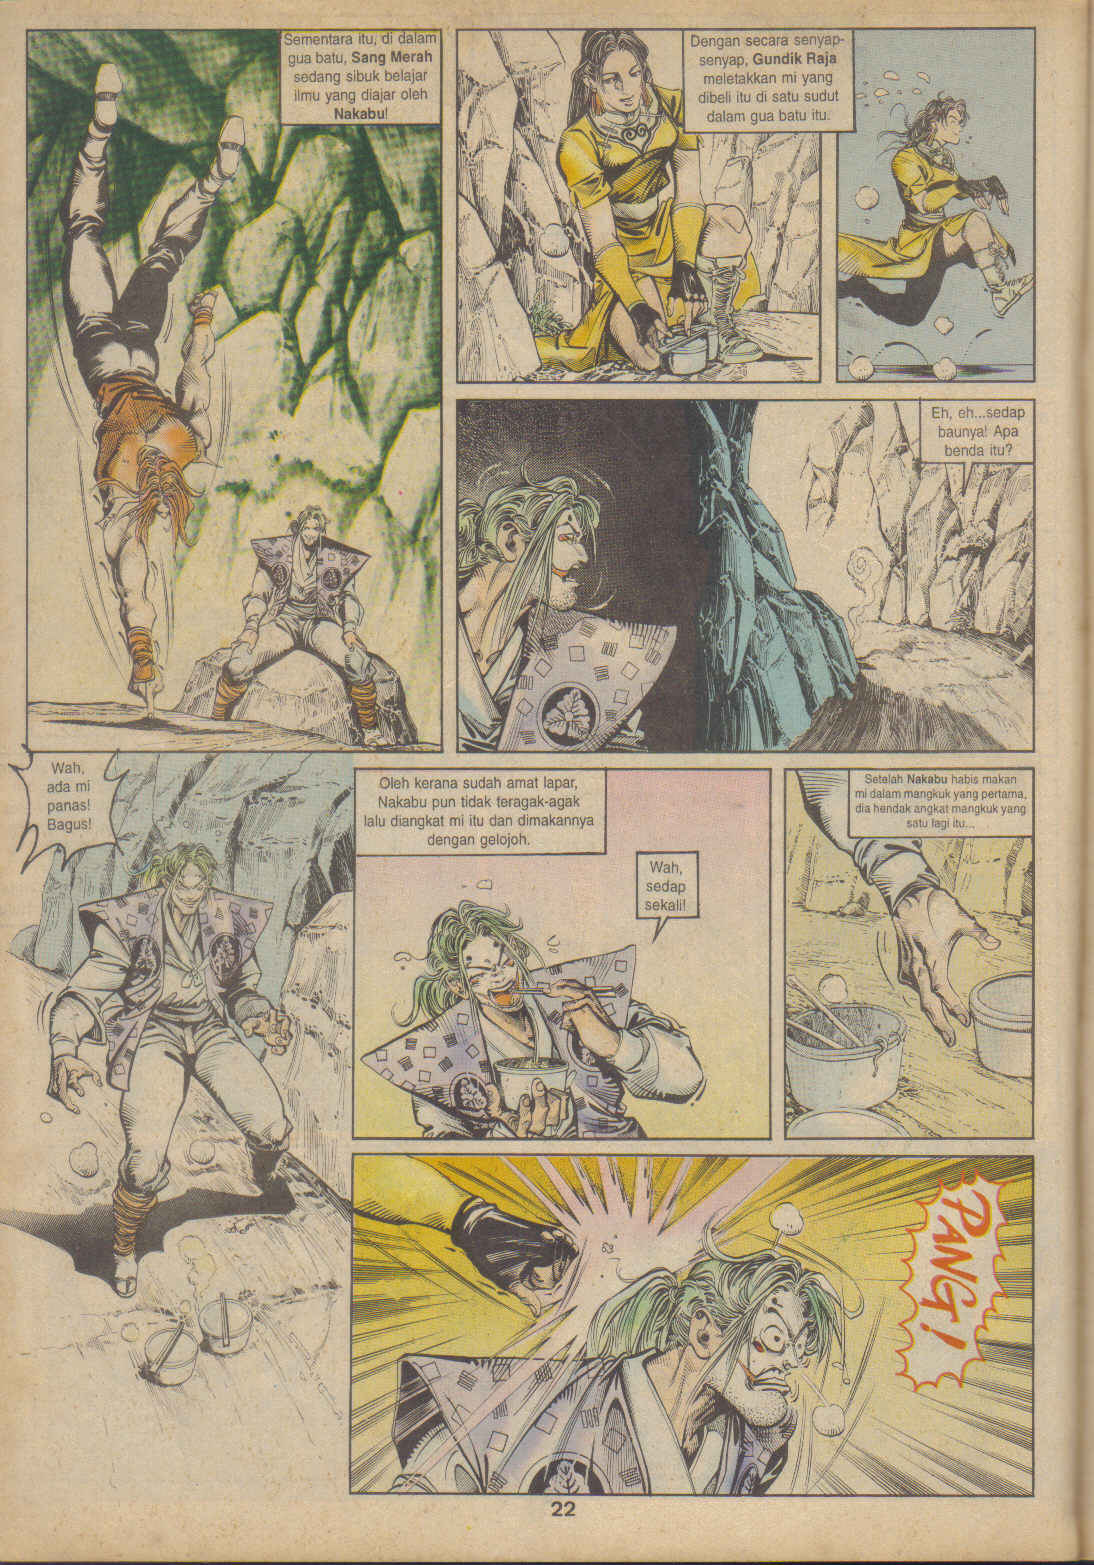 Sementara itu, di dalam
gua batu, Sang Merah
sedang sibuk belajar
ilmu yang diajar oleh
Nakabu!
Dengan secara senyap-
senyap, Gundik Raja
meletakkan mi yang
dibeli itu di satu sudut
dalam gua batu itu.
Eh, eh...sedap
baunya! Apa
benda itu?
Wah,
ada mi
panas!
Bagus!
Oleh kerana sudah amat lapar,
Nakabu pun tidak teragak-agak
lalu diangkat mi itu dan dimakannya
dengan gelojoh.
Wah,
sedap
sekali!
Setelah Nakabu habis makan
mi dalam mangkuk yang pertama,
dia hendak angkat mangkuk yang
satu lagi itu...
PANG!
22